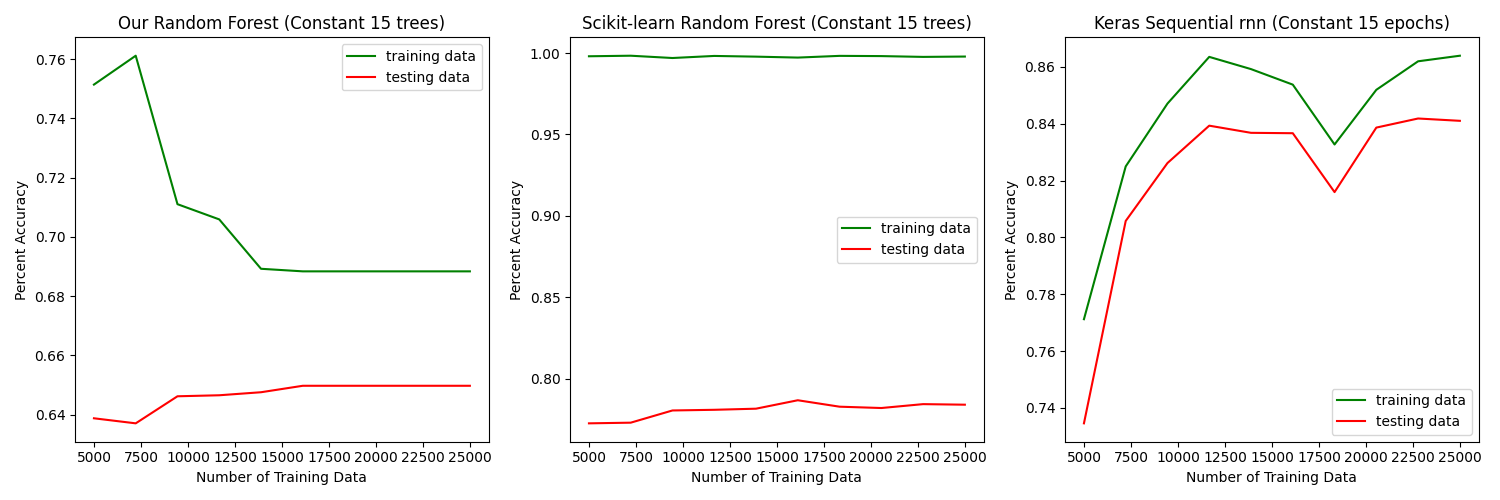 Our Random Forest (Constant 15 trees)
Percent Accuracy
0.76
0.74
0.72
0.70
0.68
0.66
0.64
training data
testing data
5000 7500 10000 12500 15000 17500 20000 22500 25000
Number of Training Data
Scikit-learn Random Forest (Constant 15 trees)
Percent Accuracy
1.00
0.95
0.90
0.85
0.80
training data
testing data
5000 7500 10000 12500 15000 17500 20000 22500 25000
Number of Training Data
Keras Sequential rnn (Constant 15 epochs)
Percent Accuracy
0.86
0.84
0.82
0.80
0.78
0.76
0.74
training data
testing data
5000 7500 10000 12500 15000 17500 20000 22500 25000
Number of Training Data